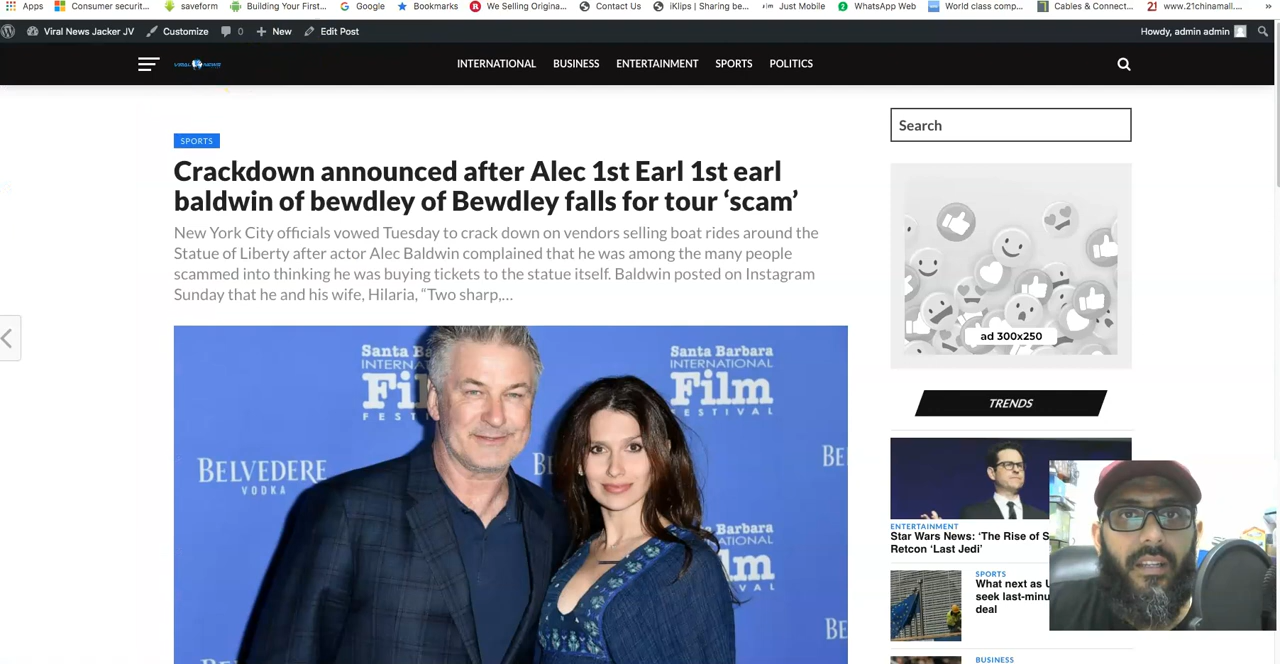 Apps Consumer securit... saveform Building Your First... Google Bookmarks We Selling Origina... Contact Us iKlips | Sharing be... Just Mobile WhatsApp Web World class comp... Cables & Connect... www.21chinamall.... »
Viral News Jacker JV Customize 0 New Edit Post Howdy, admin admin
INTERNATIONAL BUSINESS ENTERTAINMENT SPORTS POLITICS
Search
SPORTS
Crackdown announced after Alec 1st Earl 1st earl
baldwin of bewdley of Bewdley falls for tour ‘scam’
New York City officials vowed Tuesday to crack down on vendors selling boat rides around the
Statue of Liberty after actor Alec Baldwin complained that he was among the many people
scammed into thinking he was buying tickets to the statue itself. Baldwin posted on Instagram
Sunday that he and his wife, Hilaria, “Two sharp,...
Santa Barbara
INTERNATIONAL
Film
FESTIVAL
BELVEDERE
VODKA
ad 300x250
TRENDS
ENTERTAINMENT
Star Wars News: ‘The Rise of S
Retcon ‘Last Jedi’
SPORTS
What next as
seek last-minu
deal
BUSINESS